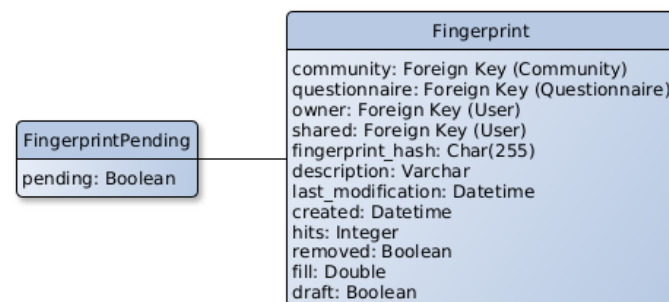 Fingerprint
community: Foreign Key (Community)
questionnaire: Foreign Key (Questionnaire)
owner: Foreign Key (User)
shared: Foreign Key (User)
fingerprint_hash: Char(255)
description: Varchar
last_modification: Datetime
created: Datetime
hits: Integer
removed: Boolean
fill: Double
draft: Boolean
FingerprintPending
pending: Boolean